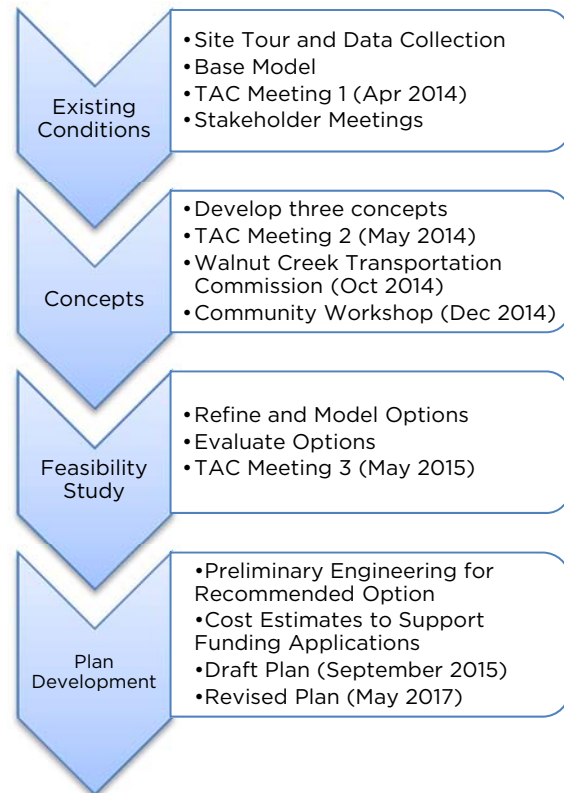 Existing
Conditions
•Site Tour and Data Collection
•Base Model
•TAC Meeting 1 (Apr 2014)
•Stakeholder Meetings
Concepts
•Develop three concepts
•TAC Meeting 2 (May 2014)
•Walnut Creek Transportation
Commission (Oct 2014)
•Community Workshop (Dec 2014)
Feasibility
Study
•Refine and Model Options
•Evaluate Options
•TAC Meeting 3 (May 2015)
Plan
Development
•Preliminary Engineering for
Recommended Option
•Cost Estimates to Support
Funding Applications
•Draft Plan (September 2015)
•Revised Plan (May 2017)